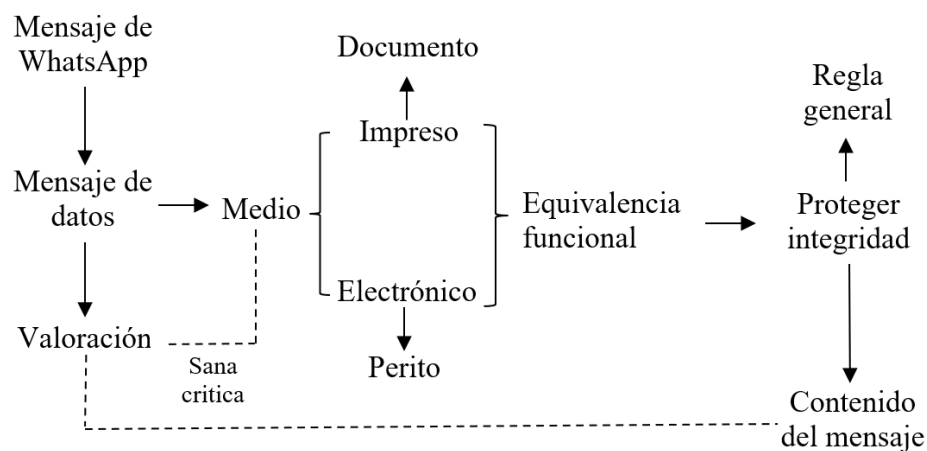 Mensaje de
WhatsApp
Documento
Regla
general
Impreso
Mensaje de
datos
Medio
Equivalencia
funcional
Proteger
integridad
Electrónico
Valoración
Sana
critica
Perito
Contenido
del mensaje